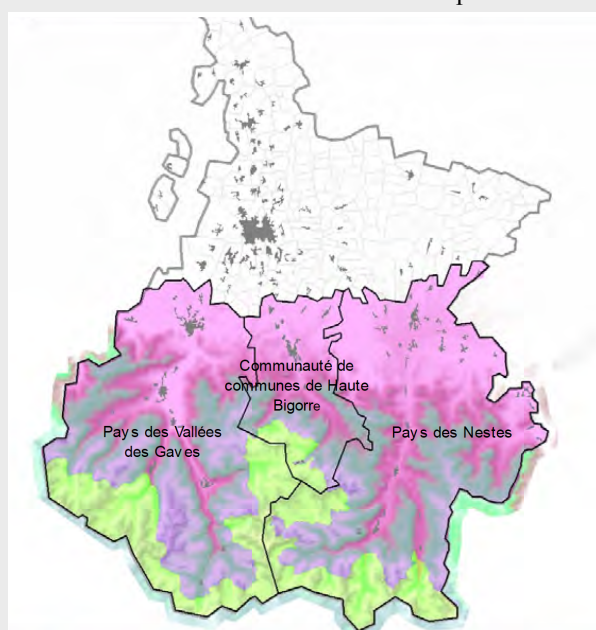 Communauté de
communes de Haute
Bigorre
Pays des Vallées
des Gaves
Pays des Nestes